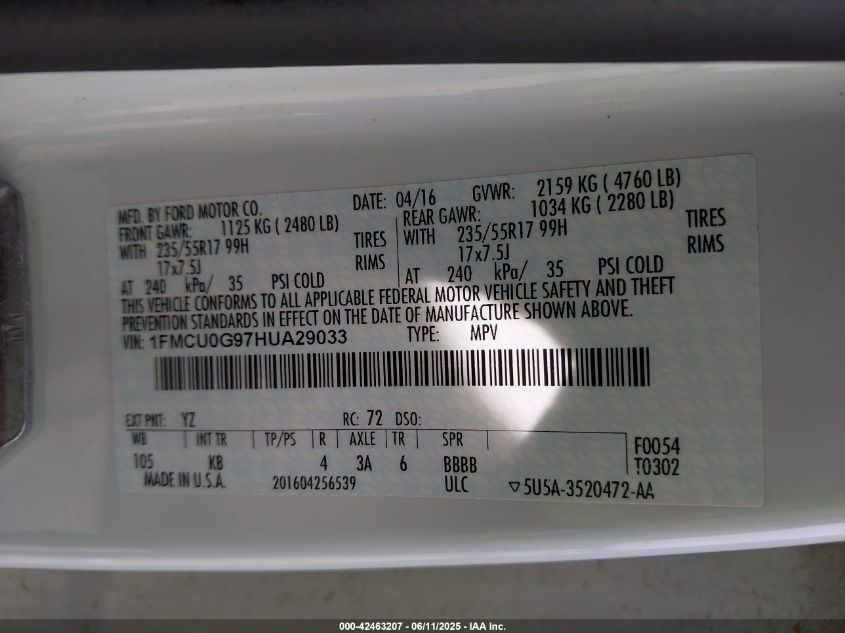 MFD. BY FORD MOTOR CO.
DATE: 04/16
GVWR: 2159 KG ( 4760 LB)
FRONT GAWR: 1125 KG ( 2480 LB)
REAR GAWR: 1034 KG ( 2280 LB)
WITH 235/55R17 99H TIRES
WITH 235/55R17 99H TIRES
17x7.5J RIMS
17x7.5J RIMS
AT 240 kPa/ 35 PSI COLD
AT 240 kPa/ 35 PSI COLD
THIS VEHICLE CONFORMS TO ALL APPLICABLE FEDERAL MOTOR VEHICLE SAFETY AND THEFT
PREVENTION STANDARDS IN EFFECT ON THE DATE OF MANUFACTURE SHOWN ABOVE.
VIN: 1FMCU0G97HUA29033 TYPE: MPV
EXT PNT: YZ RC: 72 DSO:
WB INT TR TP/PS R AXLE TR SPR
105 KB 4 3A 6 BBBB
F0054
T0302
MADE IN U.S.A. 201604256539 ULC ▽5U5A-3520472-AA
000-42463207 - 06/11/2025 - IAA Inc.